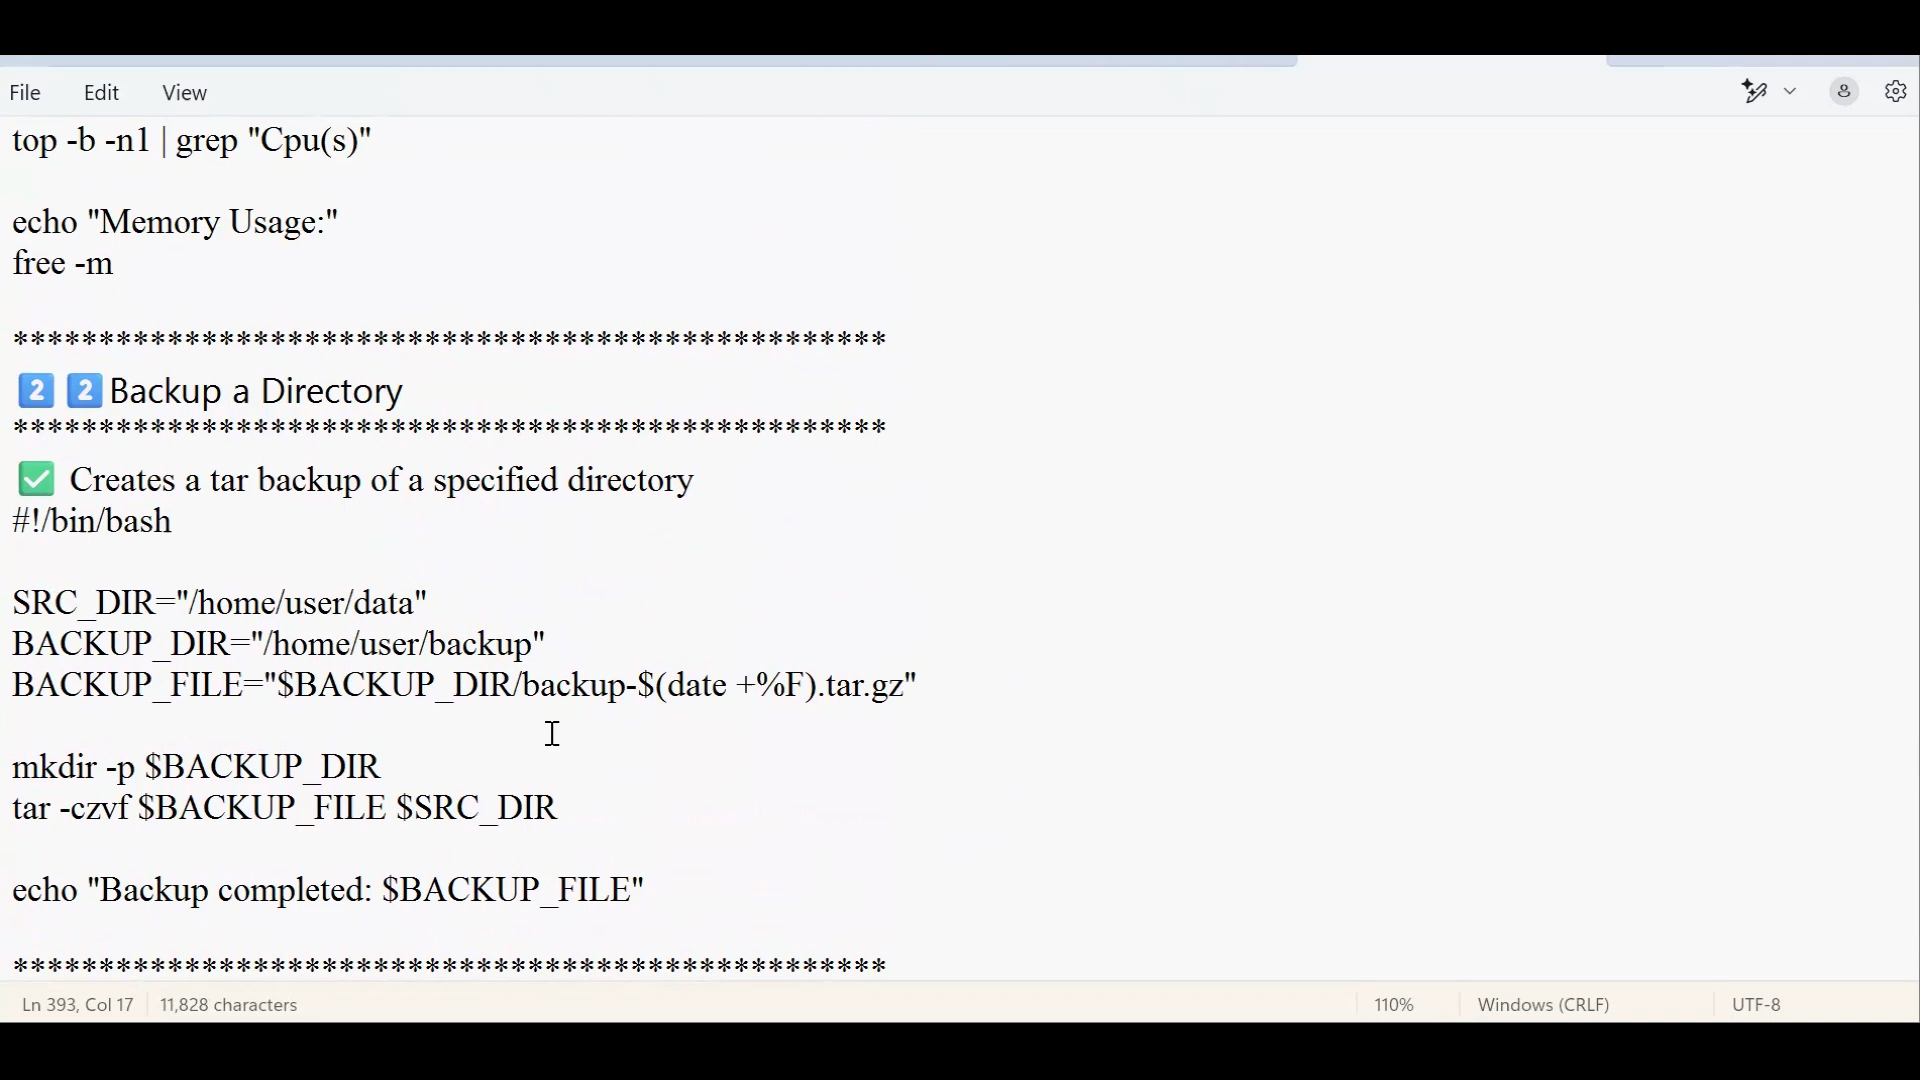 File Edit View
top -b -n1 | grep "Cpu(s)"
echo "Memory Usage:"
free -m
***************************************************
2️⃣ 2️⃣ Backup a Directory
***************************************************
✅ Creates a tar backup of a specified directory
#!/bin/bash
SRC_DIR="/home/user/data"
BACKUP_DIR="/home/user/backup"
BACKUP_FILE="$BACKUP_DIR/backup-$(date +%F).tar.gz"
mkdir -p $BACKUP_DIR
tar -czvf $BACKUP_FILE $SRC_DIR
echo "Backup completed: $BACKUP_FILE"
***************************************************
Ln 393, Col 17 11,828 characters 110% Windows (CRLF) UTF-8